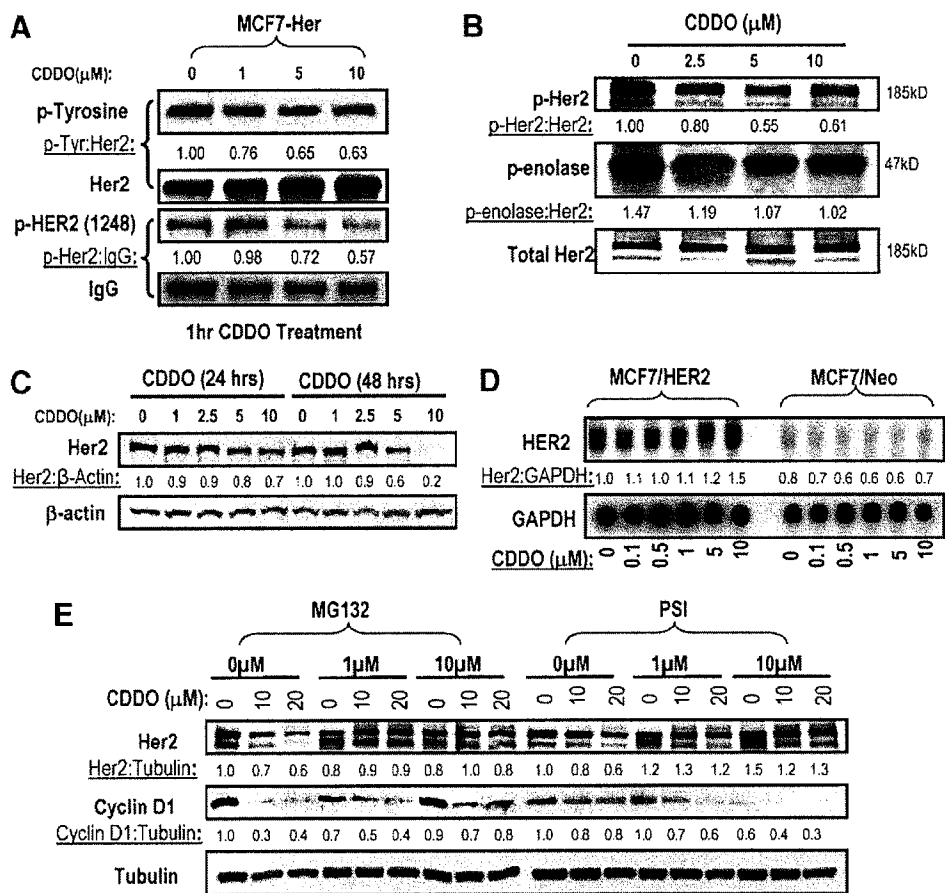 A
MCF7-Her
CDDO(µM): 0 1 5 10
p-Tyrosine
p-Tyr:Her2: 1.00 0.76 0.65 0.63
Her2
p-HER2 (1248)
p-Her2:IgG: 1.00 0.98 0.72 0.57
IgG
1hr CDDO Treatment
B
CDDO (µM)
0 2.5 5 10
p-Her2 185kD
p-Her2:Her2: 1.00 0.80 0.55 0.61
p-enolase 47kD
p-enolase:Her2: 1.47 1.19 1.07 1.02
Total Her2 185kD
C
CDDO (24 hrs) CDDO (48 hrs)
CDDO(µM): 0 1 2.5 5 10 0 1 2.5 5 10
Her2
Her2:β-Actin: 1.0 0.9 0.9 0.8 0.7 1.0 1.0 0.9 0.6 0.2
β-actin
D
MCF7/HER2 MCF7/Neo
HER2
Her2:GAPDH: 1.0 1.1 1.0 1.1 1.2 1.5 0.8 0.7 0.6 0.6 0.6 0.7
GAPDH
CDDO (µM): 0 0.1 0.5 1 5 10 0 0.1 0.5 1 5 10
E
MG132 PSI
0µM 1µM 10µM 0µM 1µM 10µM
CDDO (µM): 0 10 20 0 10 20 0 10 20 0 10 20 0 10 20 0 10 20
Her2
Her2:Tubulin: 1.0 0.7 0.6 0.8 0.9 0.9 0.8 1.0 0.8 1.0 0.8 0.6 1.2 1.3 1.2 1.5 1.2 1.3
Cyclin D1
Cyclin D1:Tubulin: 1.0 0.3 0.4 0.7 0.5 0.4 0.9 0.7 0.8 1.0 0.8 0.8 1.0 0.7 0.6 0.6 0.4 0.3
Tubulin